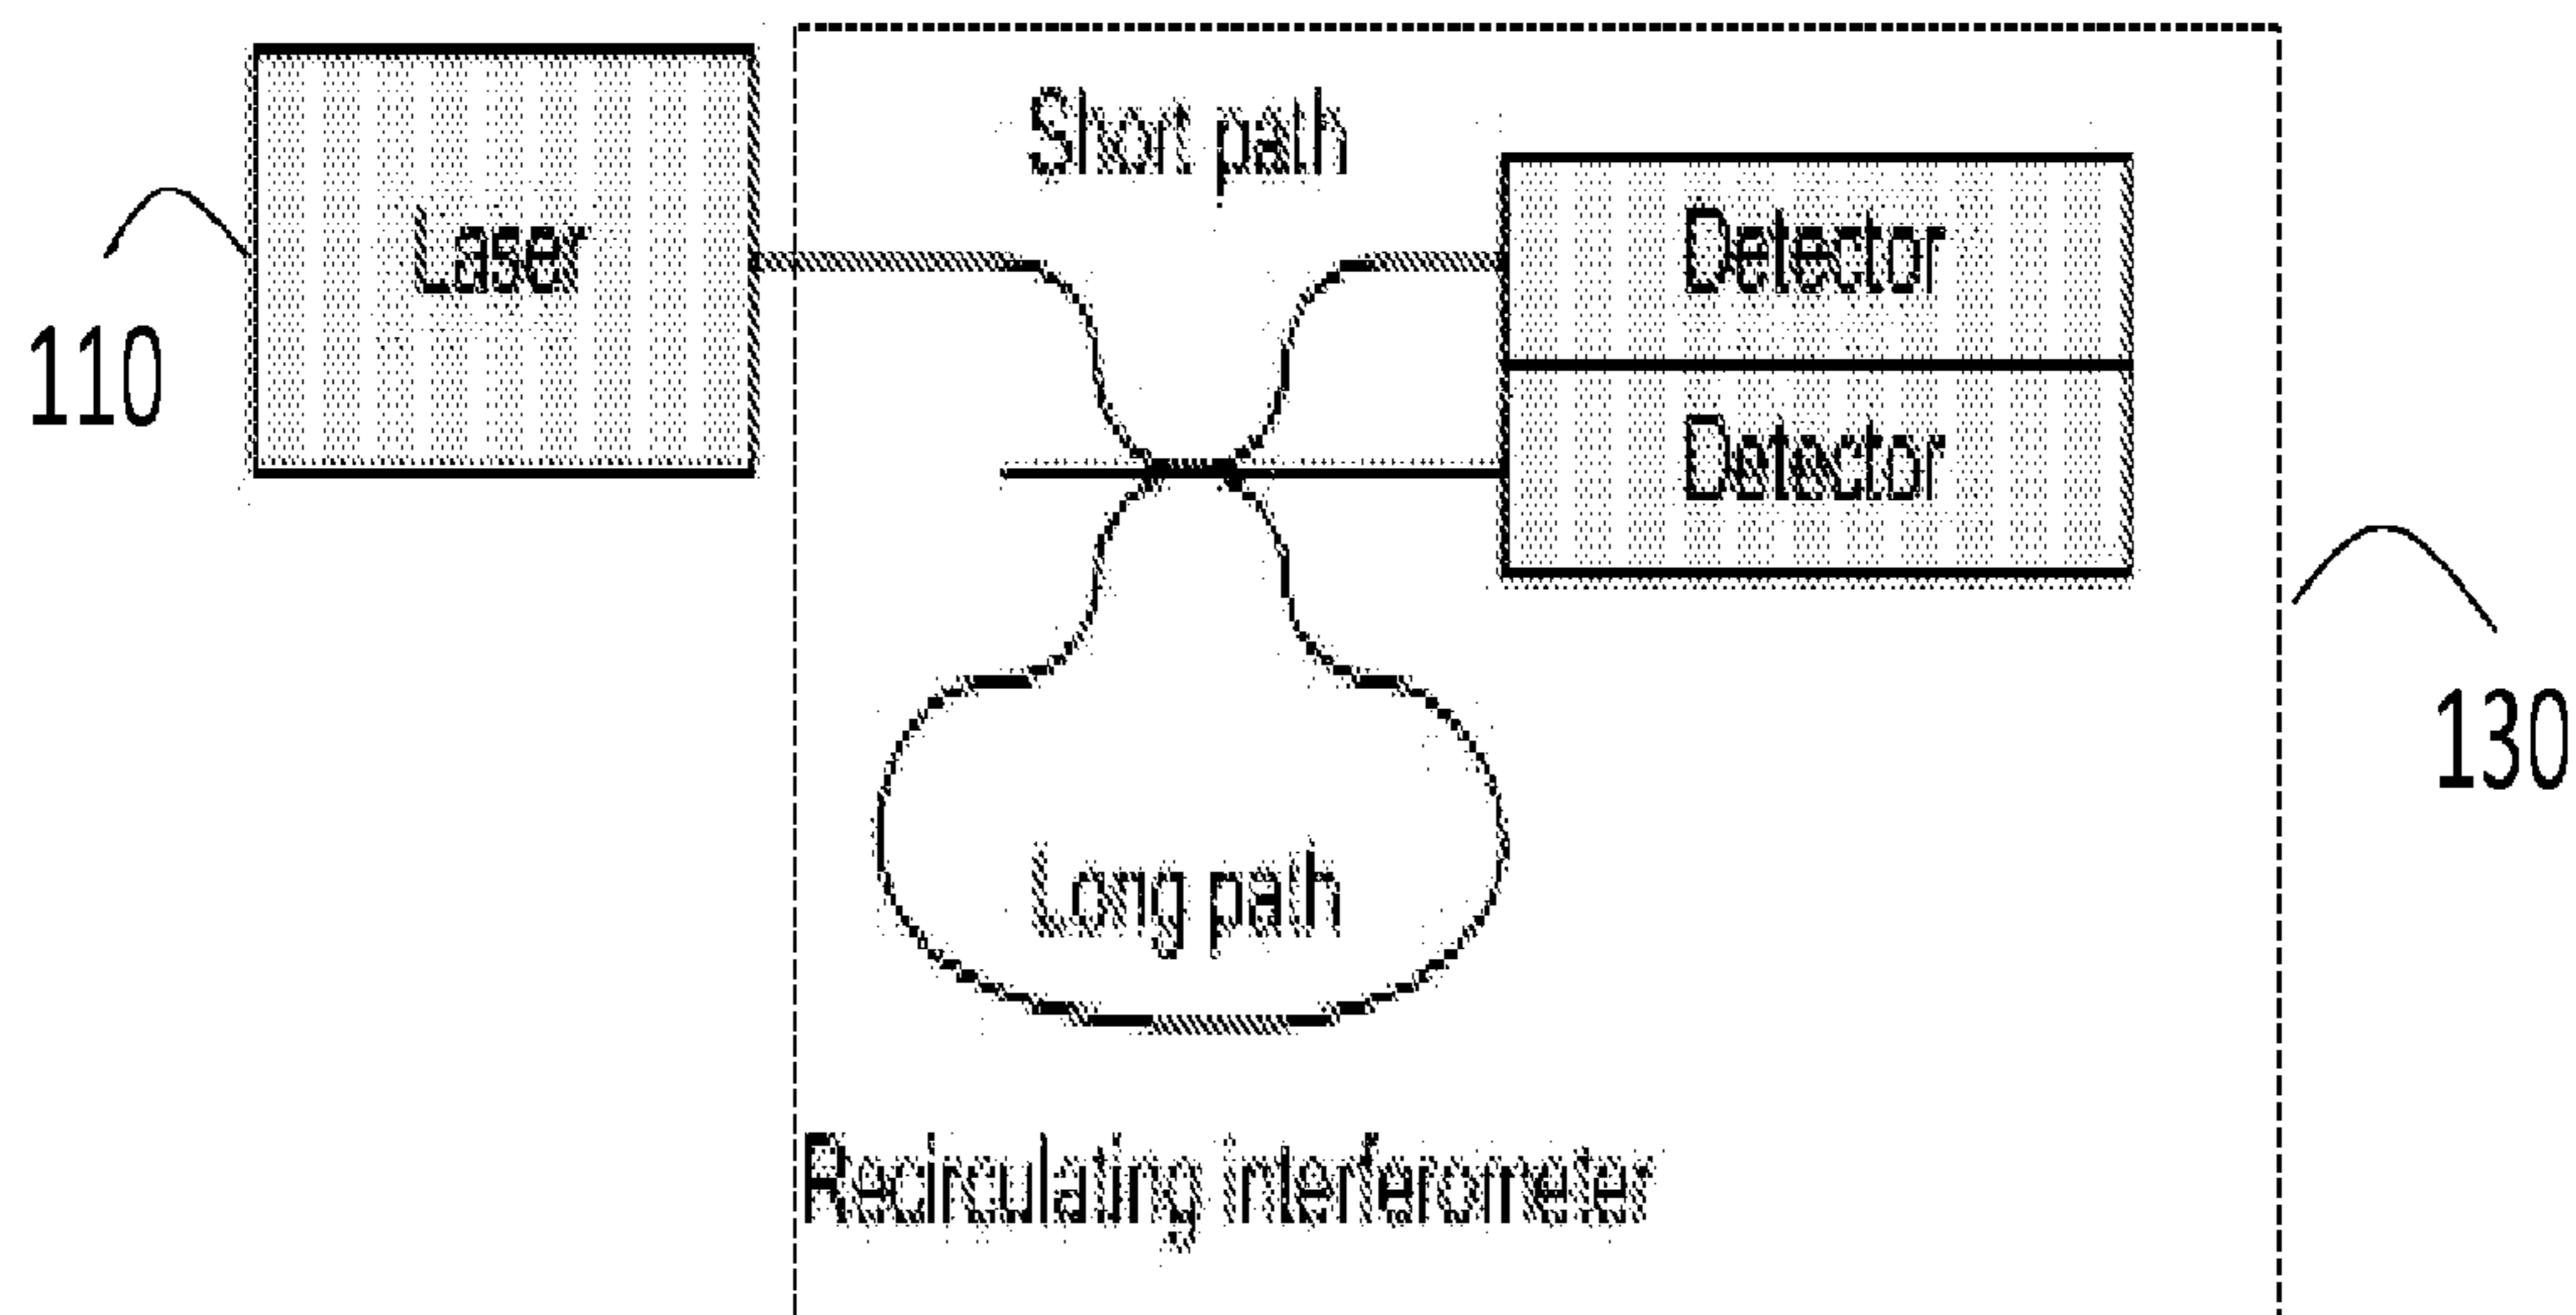 Short path
Laser
Detector
110
Detector
130
Long path
Recirculating interferometer